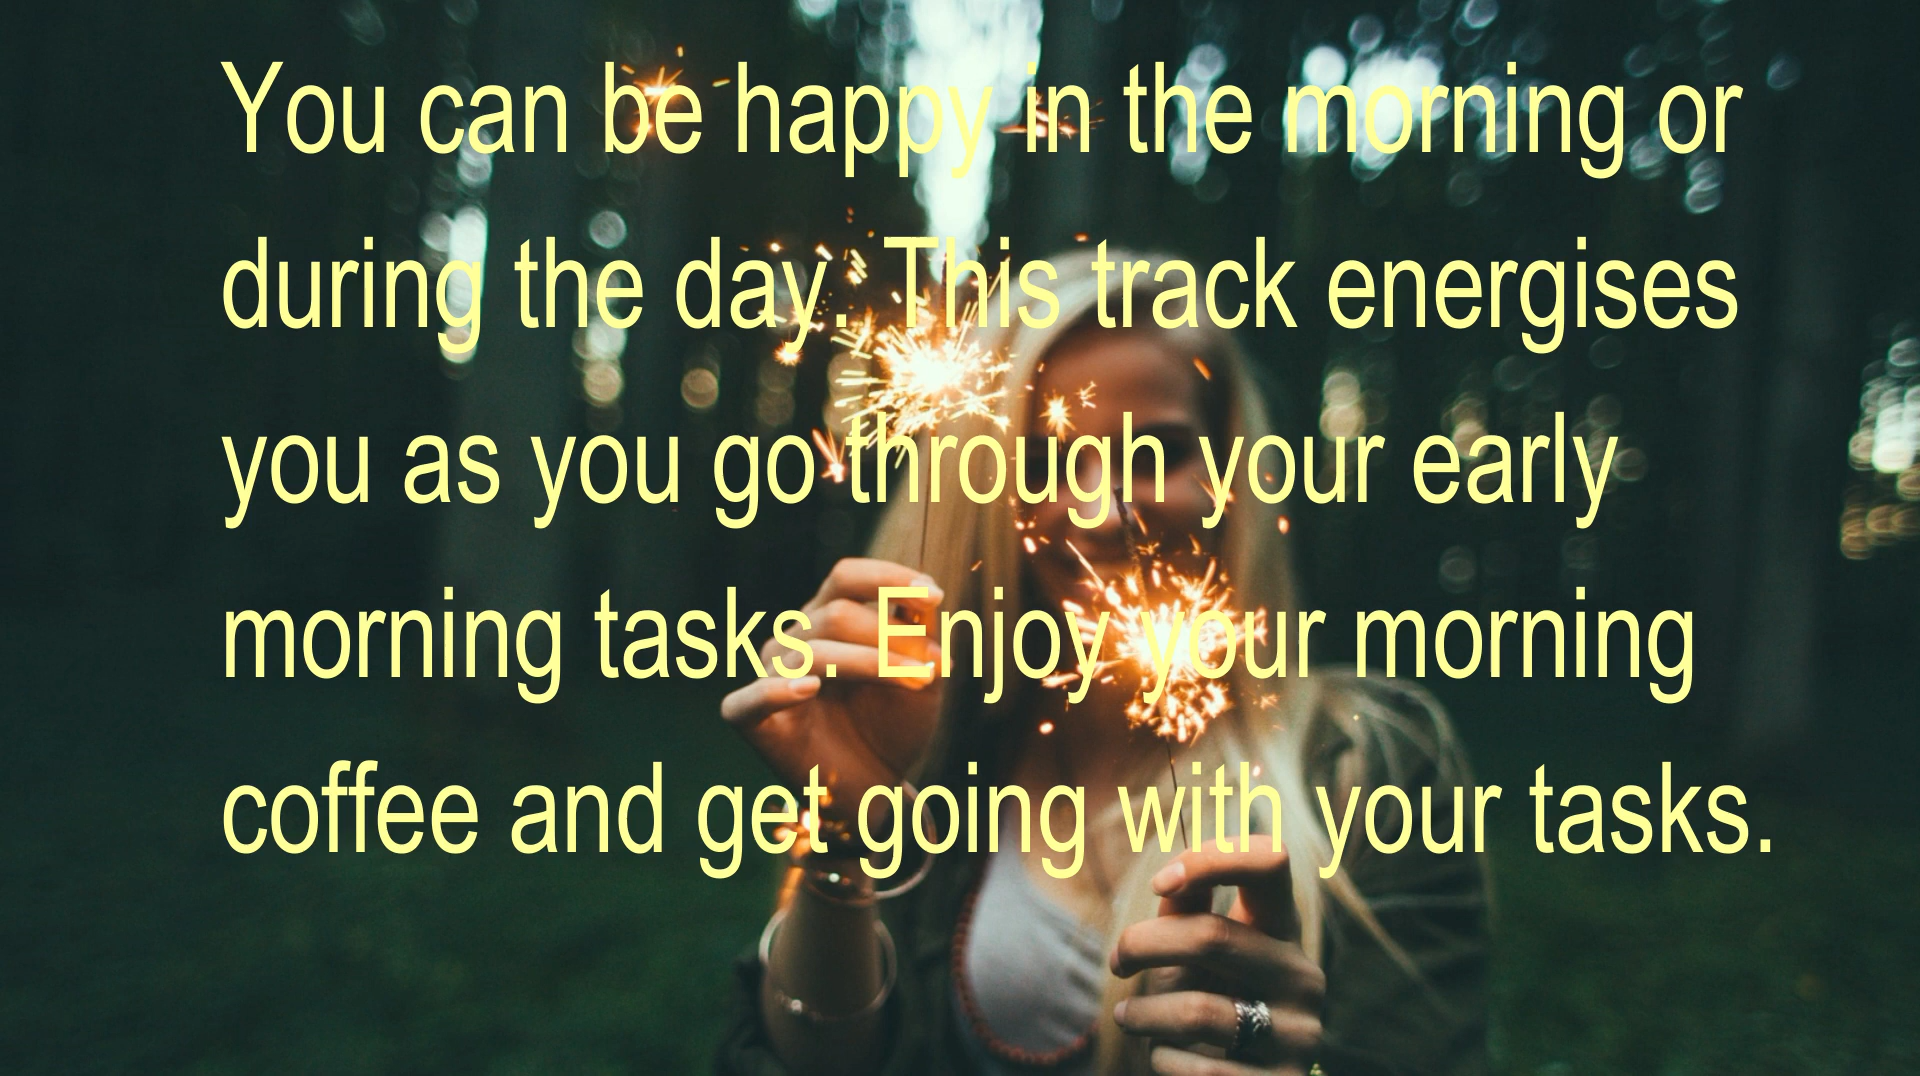 You can be happy in the morning or
during the day. This track energises
you as you go through your early
morning tasks. Enjoy your morning
coffee and get going with your tasks.